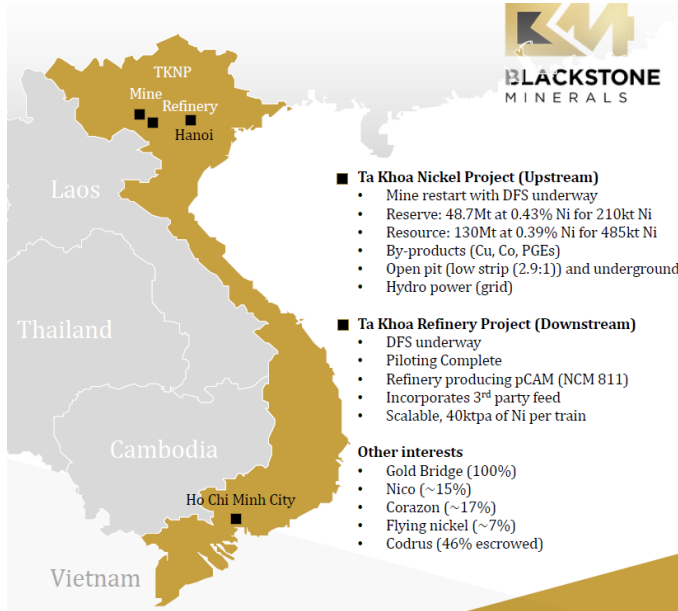 BLACKSTONE
MINERALS
TKNP
Mine
Refinery
Hanoi
Laos
Thailand
Cambodia
Ho Chi Minh City
Vietnam
Ta Khoa Nickel Project (Upstream)
• Mine restart with DFS underway
• Reserve: 48.7Mt at 0.43% Ni for 210kt Ni
• Resource: 130Mt at 0.39% Ni for 485kt Ni
• By-products (Cu, Co, PGEs)
• Open pit (low strip (2.9:1)) and underground
• Hydro power (grid)
Ta Khoa Refinery Project (Downstream)
• DFS underway
• Piloting Complete
• Refinery producing pCAM (NCM 811)
• Incorporates 3rd party feed
• Scalable, 40ktpa of Ni per train
Other interests
• Gold Bridge (100%)
• Nico (~15%)
• Corazon (~17%)
• Flying nickel (~7%)
• Codrus (46% escrowed)